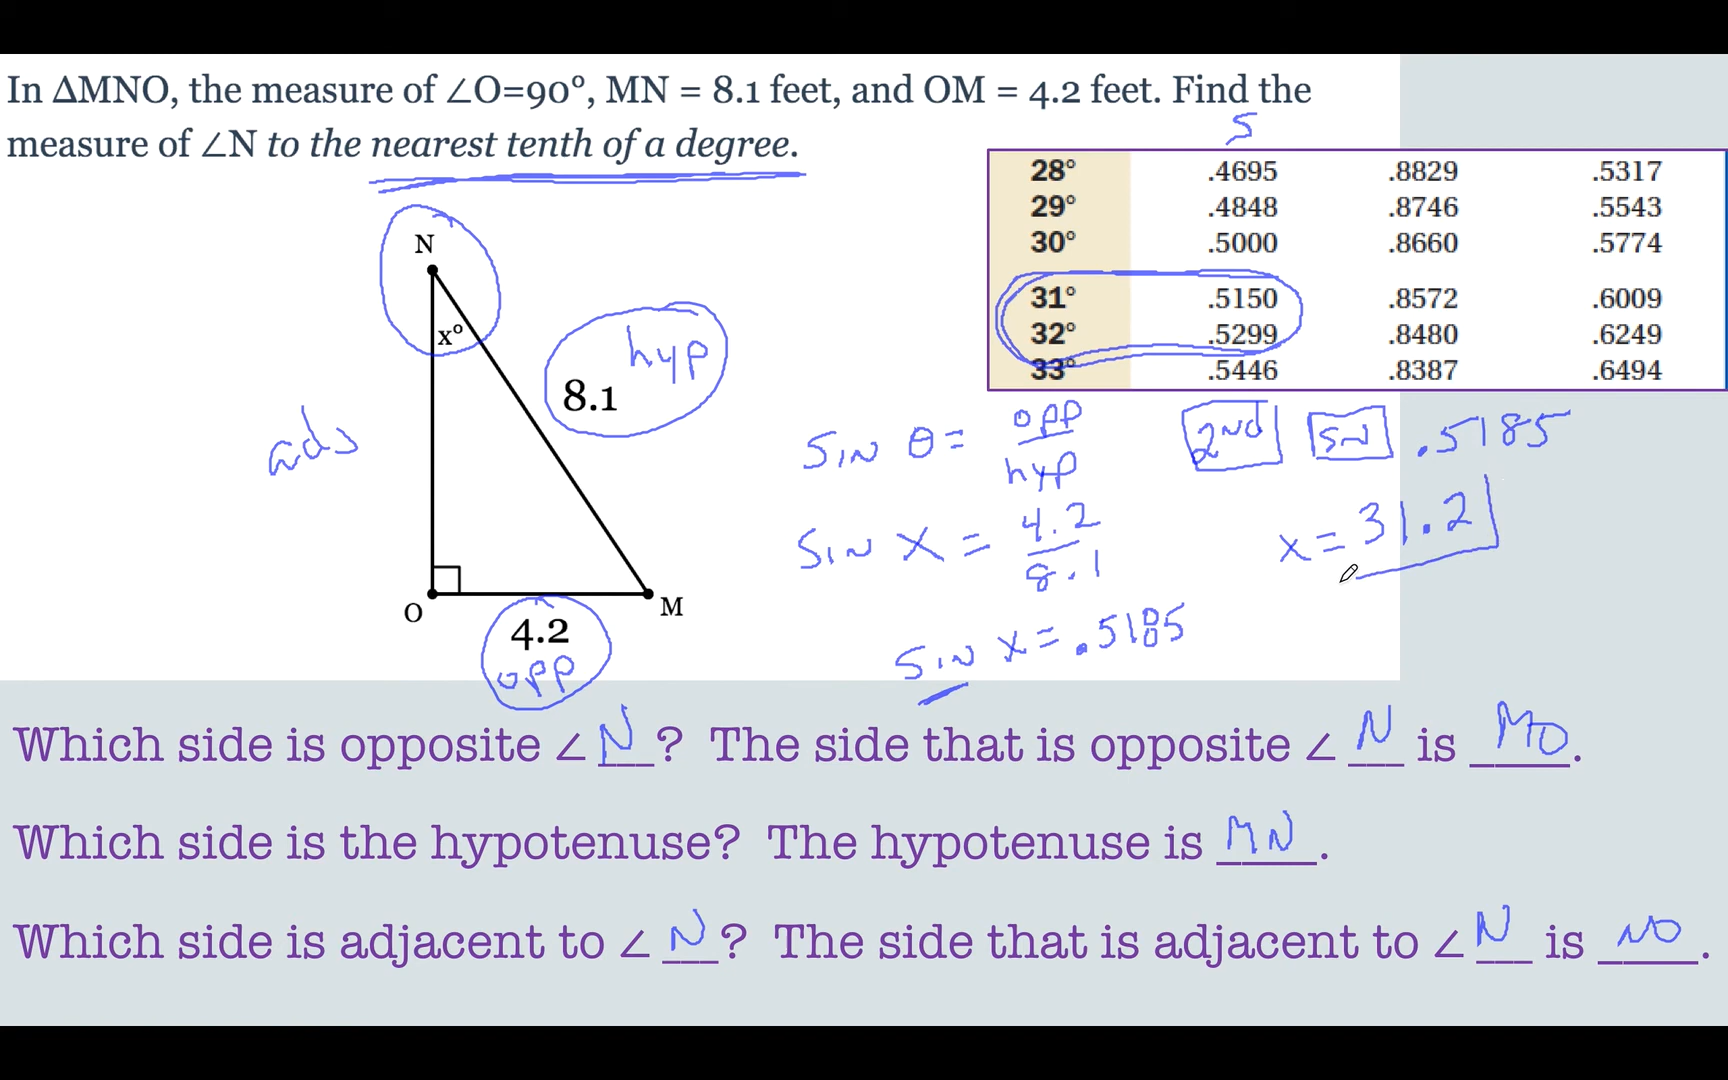 In ΔMNO, the measure of ∠O=90°, MN = 8.1 feet, and OM = 4.2 feet. Find the
measure of ∠N to the nearest tenth of a degree.
S
28° .4695 .8829 .5317
29° .4848 .8746 .5543
30° .5000 .8660 .5774
31° .5150 .8572 .6009
32° .5299 .8480 .6249
33° .5446 .8387 .6494
N
x°
hyp
8.1
adj
O
M
4.2
opp
SIN θ = opp/hyp
SIN X = 4.2/8.1
SIN X = .5185
2ND SIN .5185
X = 31.2
Which side is opposite ∠ N ? The side that is opposite ∠ N is MO.
Which side is the hypotenuse? The hypotenuse is MN.
Which side is adjacent to ∠ N ? The side that is adjacent to ∠ N is NO.